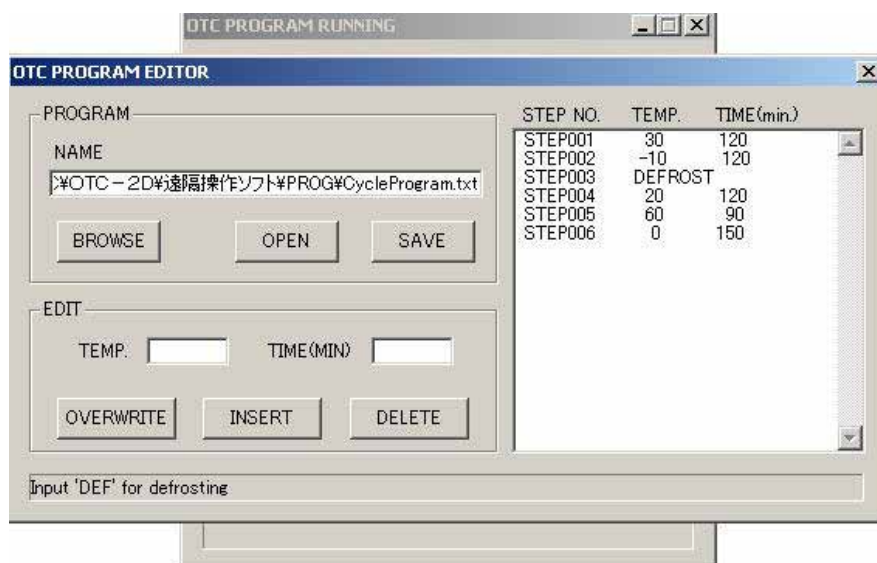 OTC PROGRAM RUNNING
OTC PROGRAM EDITOR
PROGRAM
NAME
¥OTC－2D¥遠隔操作ソフト¥PROG¥CycleProgram.txt
BROWSE OPEN SAVE
EDIT
TEMP. TIME(MIN)
OVERWRITE INSERT DELETE
STEP NO. TEMP. TIME(min.)
STEP001 30 120
STEP002 -10 120
STEP003 DEFROST
STEP004 20 120
STEP005 60 90
STEP006 0 150
Input 'DEF' for defrosting